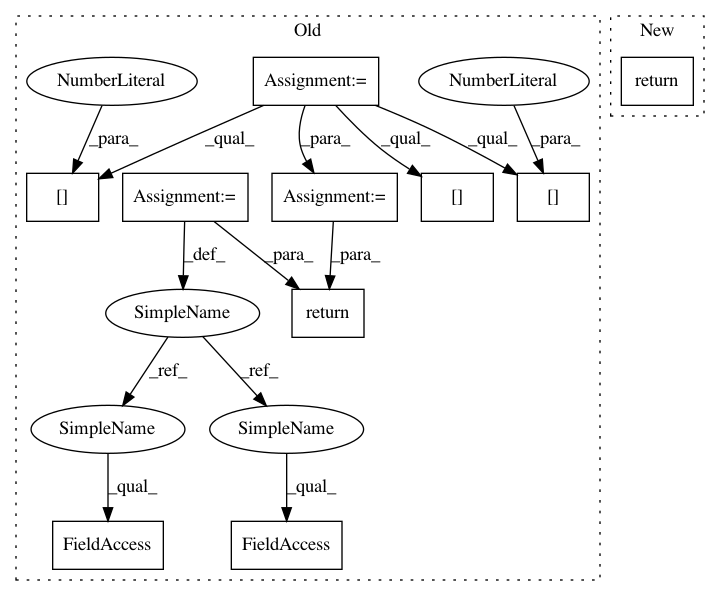 Old
New
NumberLiteral
Assignment:=
NumberLiteral
return
_para_
_qual_
_para_
_qual_
_qual_
_para_
[]
Assignment:=
Assignment:=
[]
[]
_def_
_para_
_para_
SimpleName
return
_ref_
_ref_
SimpleName
SimpleName
_qual_
_qual_
FieldAccess
FieldAccess